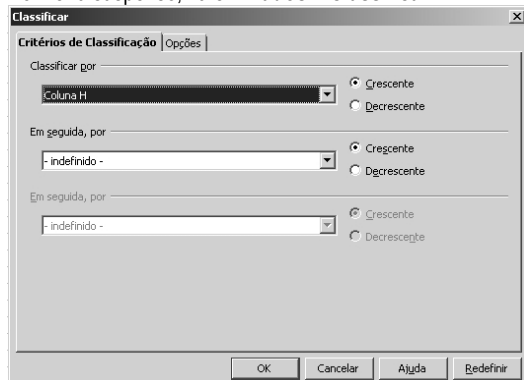 Classificar
Critérios de Classificação Opções
Classificar por
Coluna H
Crescente
Decrescente
Em seguida, por
- indefinido -
Crescente
Decrescente
Em seguida, por
- indefinido -
Crescente
Decrescente
OK Cancelar Ajuda Redefinir